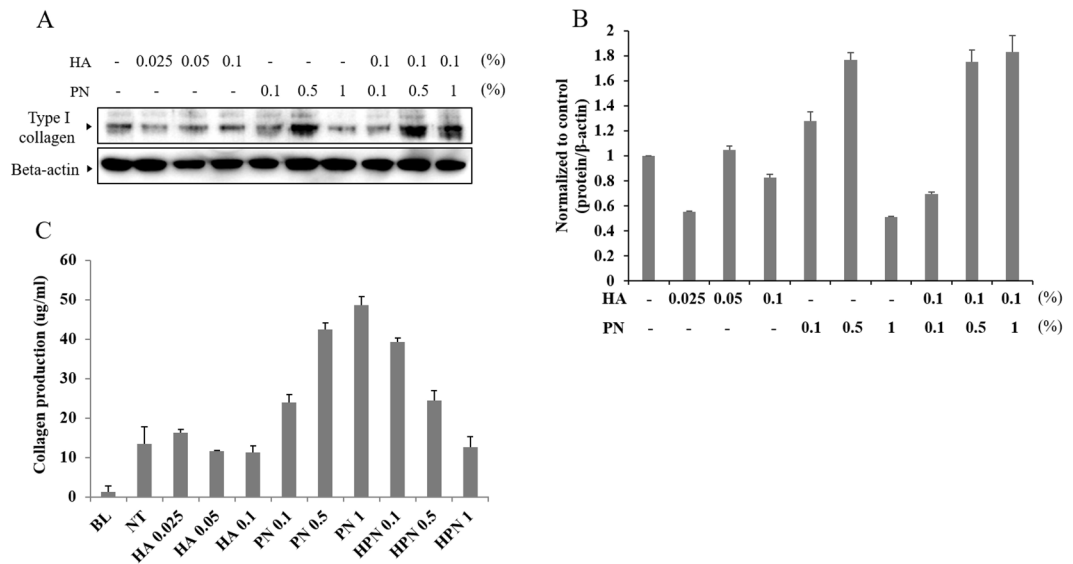 A
HA - 0.025 0.05 0.1 - - - 0.1 0.1 0.1 (%)
PN - - - - 0.1 0.5 1 0.1 0.5 1 (%)
Type I
collagen
Beta-actin
B
Normalized to control
(protein/β-actin)
2
1.8
1.6
1.4
1.2
1
0.8
0.6
0.4
0.2
0
HA - 0.025 0.05 0.1 - - - 0.1 0.1 0.1 (%)
PN - - - - 0.1 0.5 1 0.1 0.5 1 (%)
C
Collagen production (ug/ml)
60
50
40
30
20
10
0
BL
NT
HA 0.025
HA 0.05
HA 0.1
PN 0.1
PN 0.5
PN 1
HPN 0.1
HPN 0.5
HPN 1